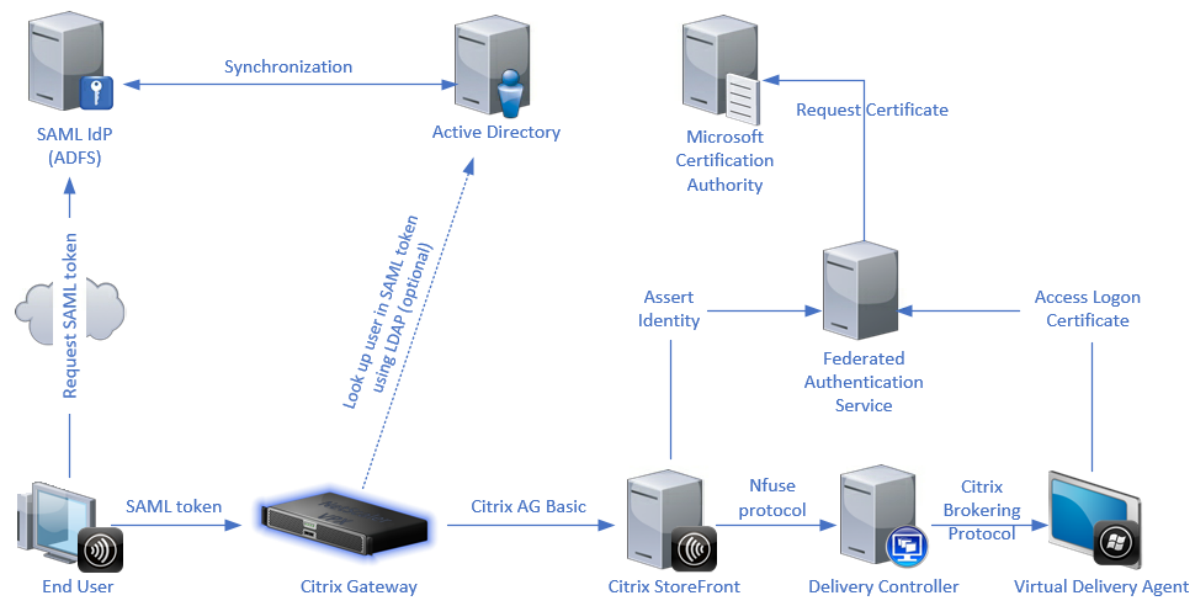 Synchronization
SAML IdP
(ADFS)
Active Directory
Request Certificate
Microsoft
Certification
Authority
Request SAML token
Look up user in SAML token
using LDAP (optional)
Assert
Identity
Access Logon
Certificate
Federated
Authentication
Service
SAML token
Citrix AG Basic
Nfuse
protocol
Citrix
Brokering
Protocol
End User
Citrix Gateway
Citrix StoreFront
Delivery Controller
Virtual Delivery Agent